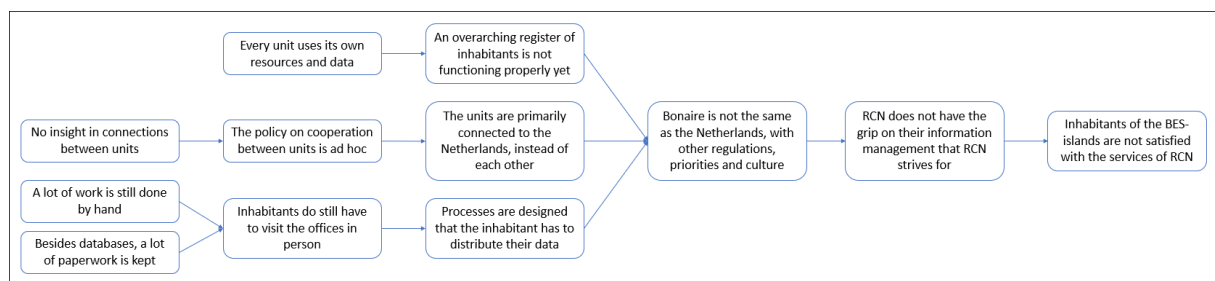 Every unit uses its own
resources and data
An overarching register of
inhabitants is not
functioning properly yet
No insight in connections
between units
The policy on cooperation
between units is ad hoc
The units are primarily
connected to the
Netherlands, instead of
each other
Bonaire is not the same
as the Netherlands, with
other regulations,
priorities and culture
RCN does not have the
grip on their information
management that RCN
strives for
Inhabitants of the BES-
islands are not satisfied
with the services of RCN
A lot of work is still done
by hand
Besides databases, a lot
of paperwork is kept
Inhabitants do still have
to visit the offices in
person
Processes are designed
that the inhabitant has to
distribute their data